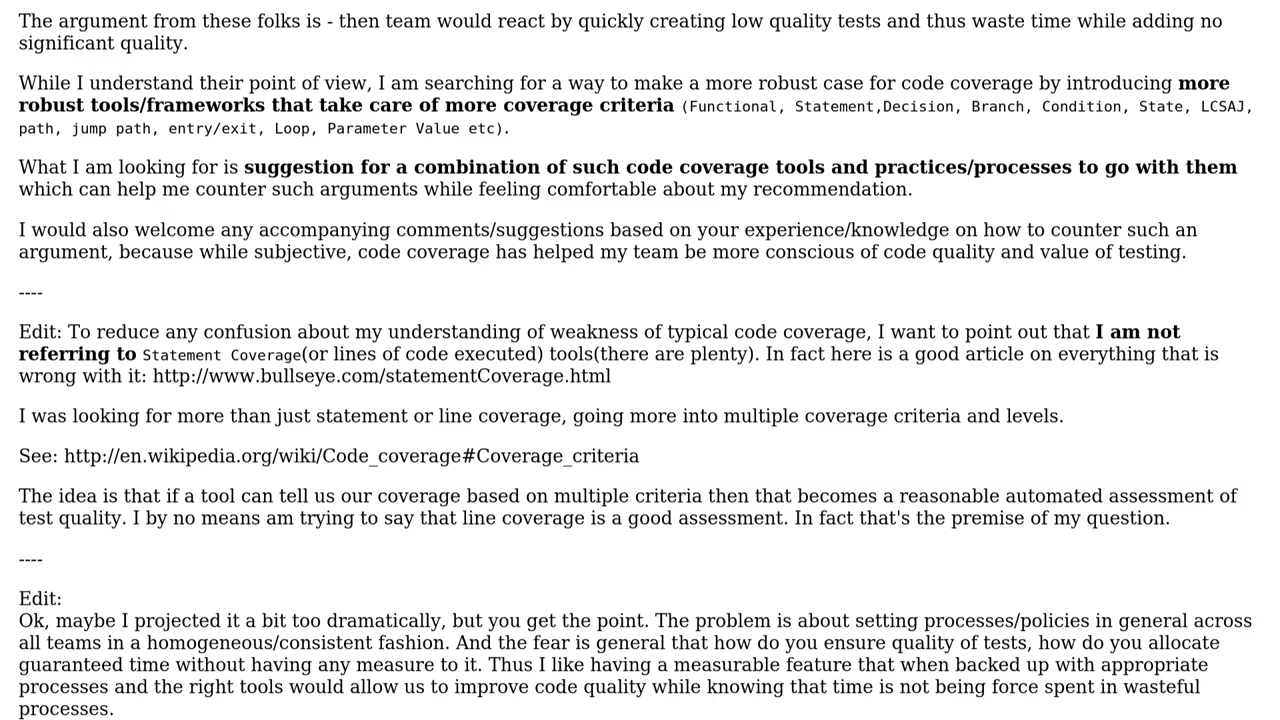 The argument from these folks is - then team would react by quickly creating low quality tests and thus waste time while adding no
significant quality.
While I understand their point of view, I am searching for a way to make a more robust case for code coverage by introducing more
robust tools/frameworks that take care of more coverage criteria (Functional, Statement,Decision, Branch, Condition, State, LCSAJ,
path, jump path, entry/exit, Loop, Parameter Value etc).
What I am looking for is suggestion for a combination of such code coverage tools and practices/processes to go with them
which can help me counter such arguments while feeling comfortable about my recommendation.
I would also welcome any accompanying comments/suggestions based on your experience/knowledge on how to counter such an
argument, because while subjective, code coverage has helped my team be more conscious of code quality and value of testing.
----
Edit: To reduce any confusion about my understanding of weakness of typical code coverage, I want to point out that I am not
referring to Statement Coverage(or lines of code executed) tools(there are plenty). In fact here is a good article on everything that is
wrong with it: http://www.bullseye.com/statementCoverage.html
I was looking for more than just statement or line coverage, going more into multiple coverage criteria and levels.
See: http://en.wikipedia.org/wiki/Code_coverage#Coverage_criteria
The idea is that if a tool can tell us our coverage based on multiple criteria then that becomes a reasonable automated assessment of
test quality. I by no means am trying to say that line coverage is a good assessment. In fact that's the premise of my question.
----
Edit:
Ok, maybe I projected it a bit too dramatically, but you get the point. The problem is about setting processes/policies in general across
all teams in a homogeneous/consistent fashion. And the fear is general that how do you ensure quality of tests, how do you allocate
guaranteed time without having any measure to it. Thus I like having a measurable feature that when backed up with appropriate
processes and the right tools would allow us to improve code quality while knowing that time is not being force spent in wasteful
processes.